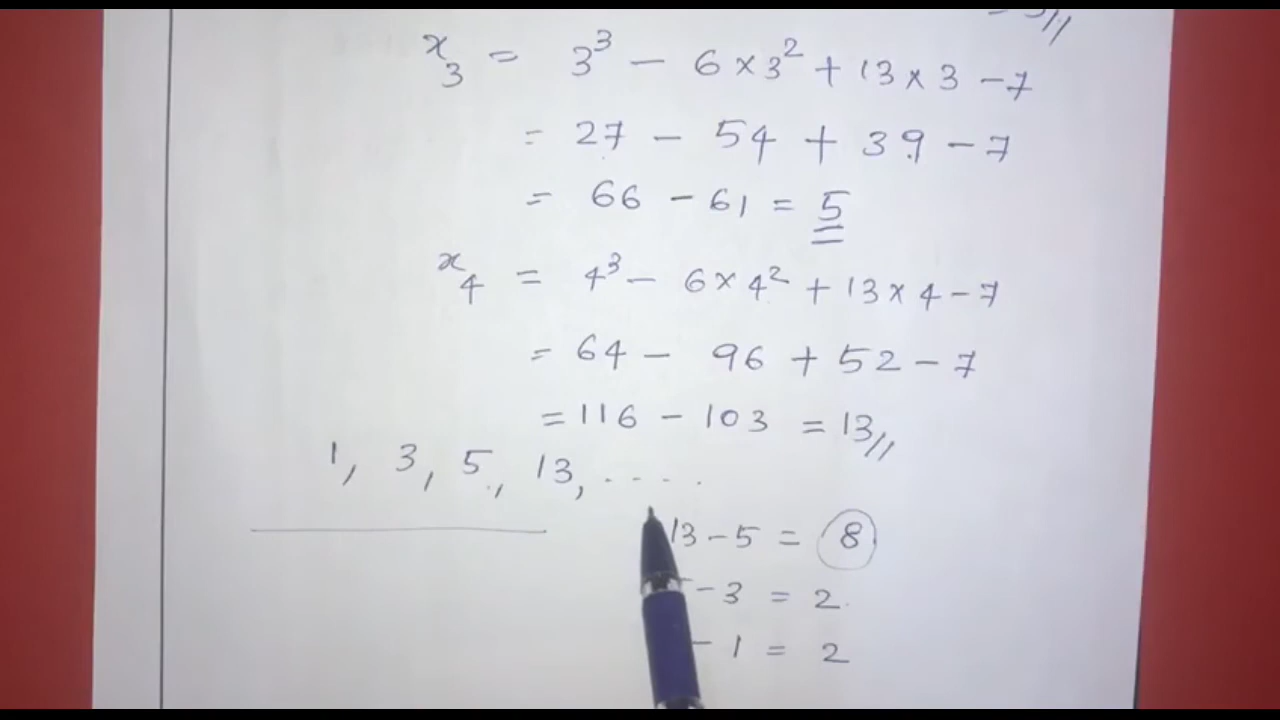 = 3//
x₃ = 3³ − 6 × 3² + 13 × 3 − 7
= 27 − 54 + 39 − 7
= 66 − 61 = 5
x₄ = 4³ − 6 × 4² + 13 × 4 − 7
= 64 − 96 + 52 − 7
= 116 − 103 = 13//
1, 3, 5, 13, ....
13 − 5 = 8
− 3 = 2
− 1 = 2